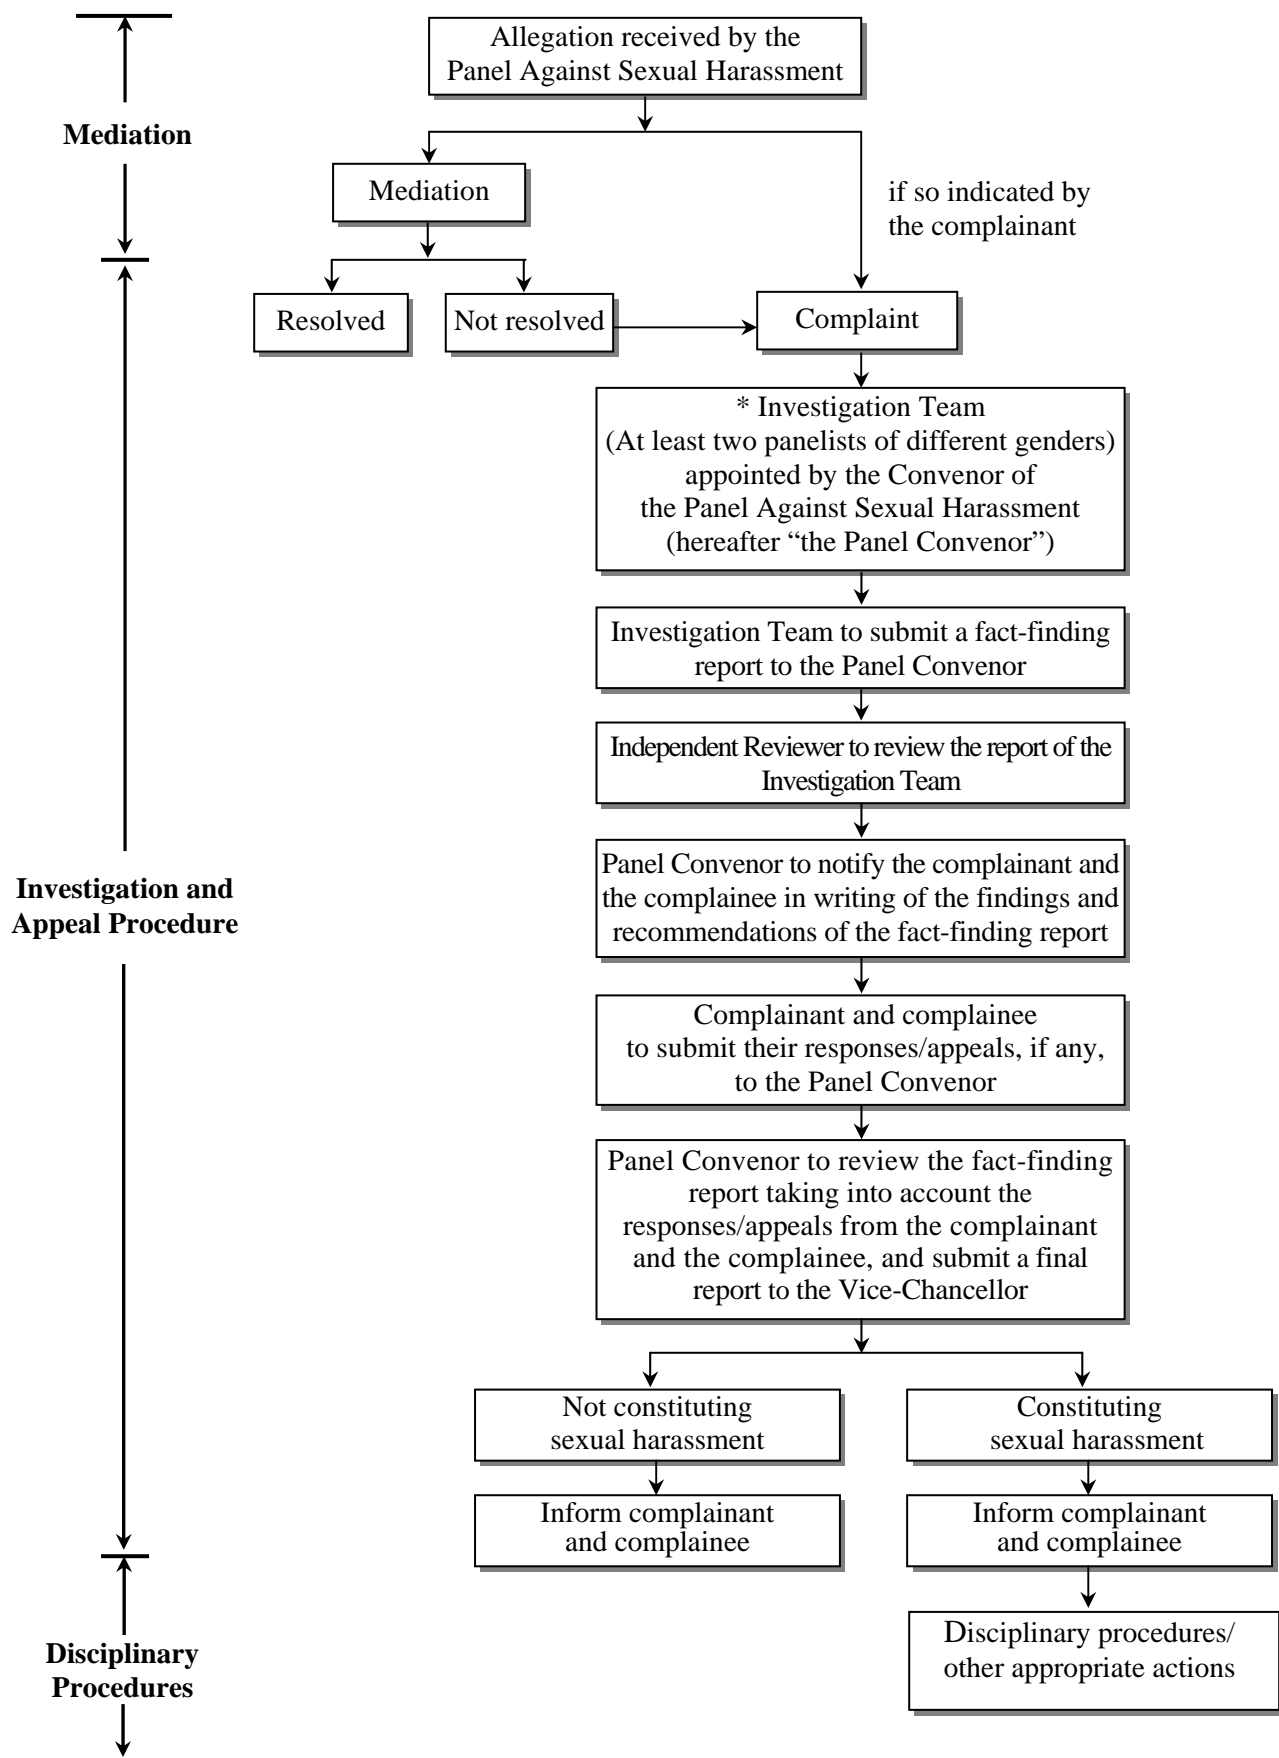 Allegation received by the
Panel Against Sexual Harassment
Mediation
Mediation
if so indicated by
the complainant
Resolved
Not resolved
Complaint
* Investigation Team
(At least two panelists of different genders)
appointed by the Convenor of
the Panel Against Sexual Harassment
(hereafter “the Panel Convenor”)
Investigation Team to submit a fact-finding
report to the Panel Convenor
Independent Reviewer to review the report of the
Investigation Team
Investigation and
Appeal Procedure
Panel Convenor to notify the complainant and
the complainee in writing of the findings and
recommendations of the fact-finding report
Complainant and complainee
to submit their responses/appeals, if any,
to the Panel Convenor
Panel Convenor to review the fact-finding
report taking into account the
responses/appeals from the complainant
and the complainee, and submit a final
report to the Vice-Chancellor
Not constituting
sexual harassment
Constituting
sexual harassment
Inform complainant
and complainee
Inform complainant
and complainee
Disciplinary
Procedures
Disciplinary procedures/
other appropriate actions